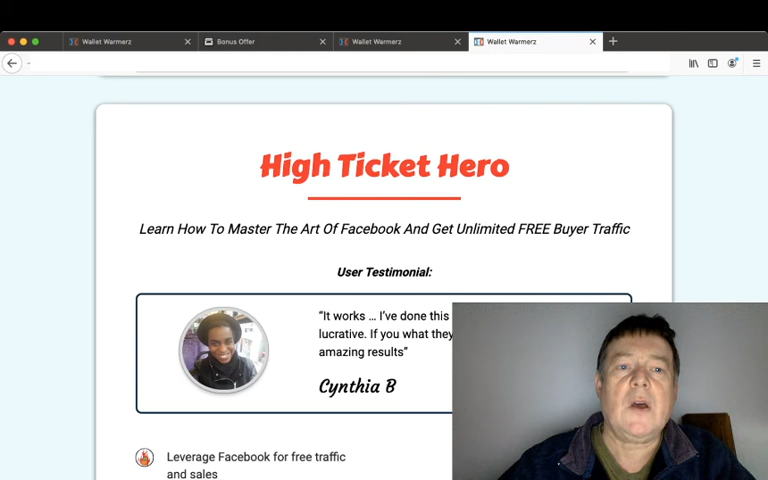 Wallet Warmerz
Bonus Offer
Wallet Warmerz
Wallet Warmerz
High Ticket Hero
Learn How To Master The Art Of Facebook And Get Unlimited FREE Buyer Traffic
User Testimonial:
“It works ... I’ve done this
lucrative. If you what they
amazing results”
Cynthia B
Leverage Facebook for free traffic
and sales